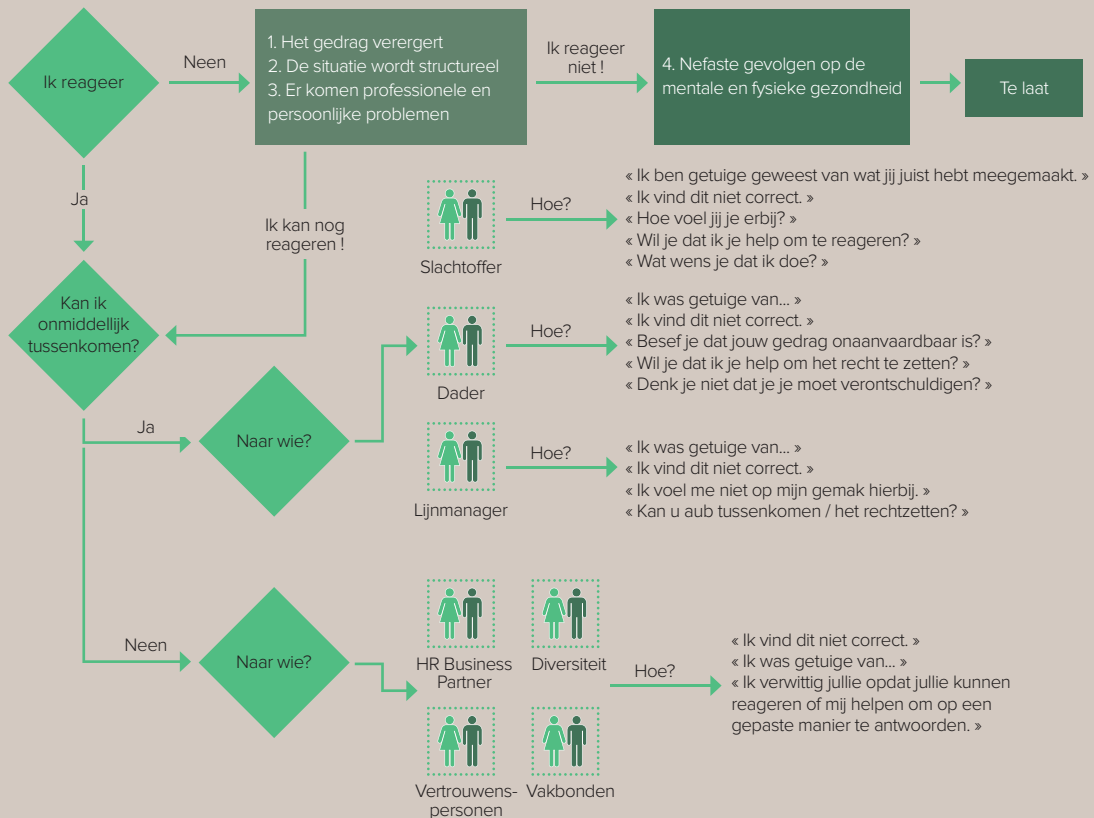 Ik reageer
Neen
1. Het gedrag verergert
2. De situatie wordt structureel
3. Er komen professionele en
persoonlijke problemen
Ik reageer
niet !
4. Nefaste gevolgen op de
mentale en fysieke gezondheid
Te laat
Ja
Ik kan nog
reageren !
Slachtoffer
Hoe?
« Ik ben getuige geweest van wat jij juist hebt meegemaakt. »
« Ik vind dit niet correct. »
« Hoe voel jij je erbij? »
« Wil je dat ik je help om te reageren? »
« Wat wens je dat ik doe? »
Kan ik
onmiddellijk
tussenkomen?
Ja
Naar wie?
Dader
Hoe?
« Ik was getuige van... »
« Ik vind dit niet correct. »
« Besef je dat jouw gedrag onaanvaardbaar is? »
« Wil je dat ik je help om het recht te zetten? »
« Denk je niet dat je je moet verontschuldigen? »
Lijnmanager
Hoe?
« Ik was getuige van... »
« Ik vind dit niet correct. »
« Ik voel me niet op mijn gemak hierbij. »
« Kan u aub tussenkomen / het rechtzetten? »
Neen
Naar wie?
HR Business
Partner
Diversiteit
Vertrouwens-
personen
Vakbonden
Hoe?
« Ik vind dit niet correct. »
« Ik was getuige van... »
« Ik verwittig jullie opdat jullie kunnen
reageren of mij helpen om op een
gepaste manier te antwoorden. »